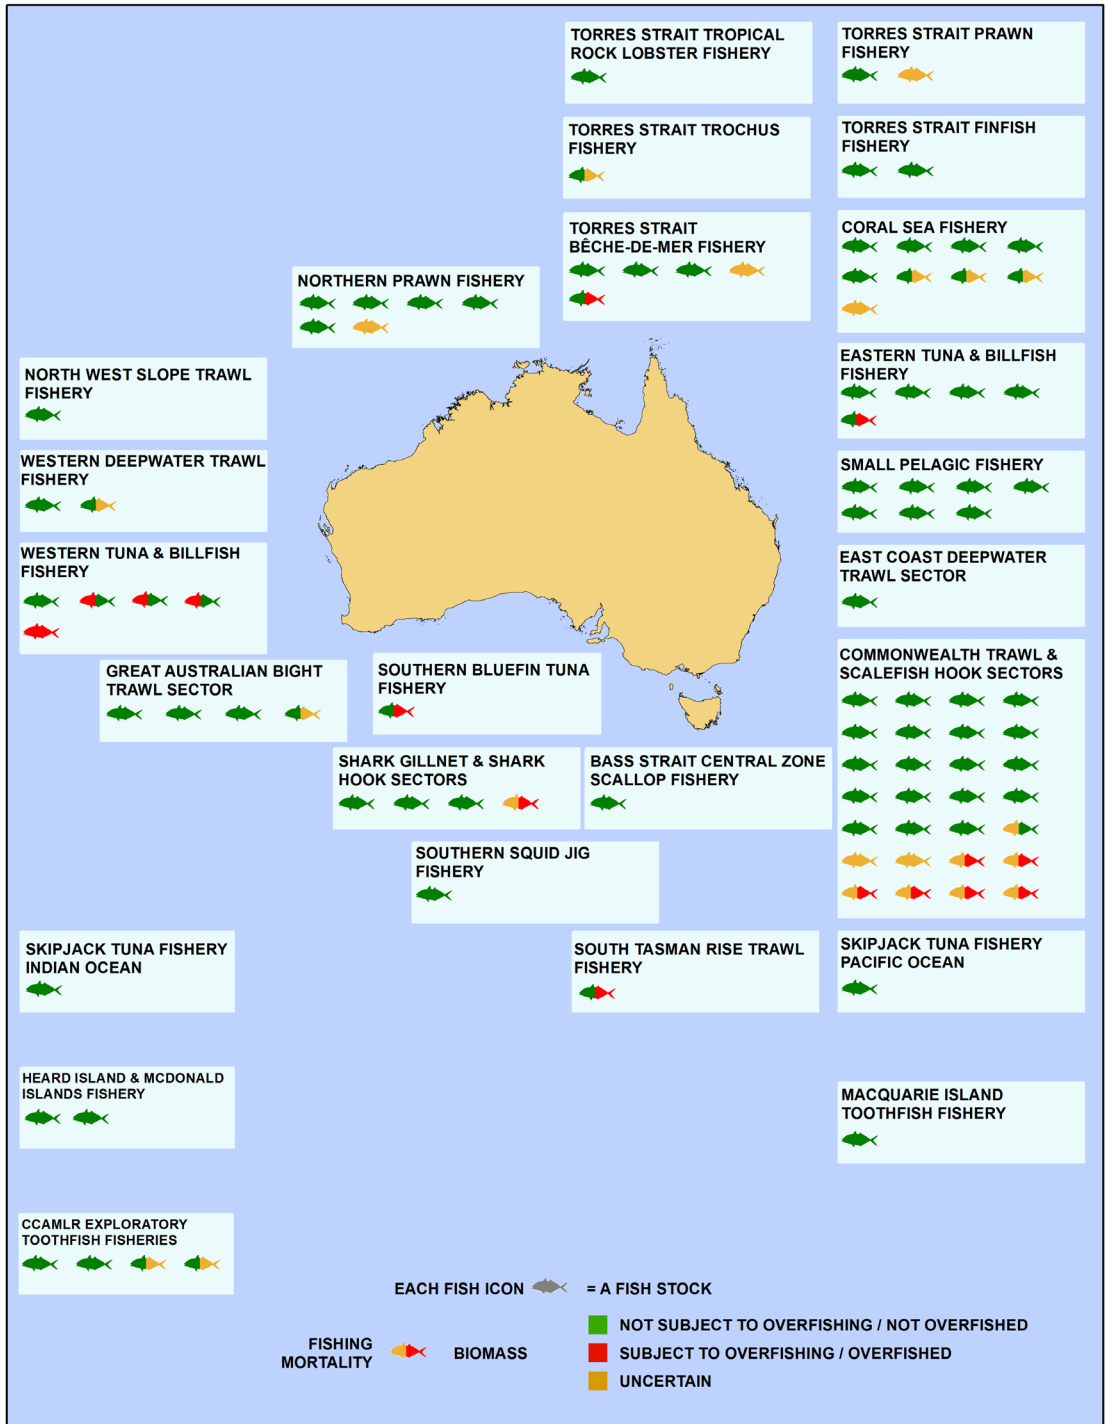 TORRES STRAIT TROPICAL
ROCK LOBSTER FISHERY
TORRES STRAIT PRAWN
FISHERY
TORRES STRAIT TROCHUS
FISHERY
TORRES STRAIT FINFISH
FISHERY
TORRES STRAIT
BÊCHE-DE-MER FISHERY
CORAL SEA FISHERY
NORTHERN PRAWN FISHERY
NORTH WEST SLOPE TRAWL
FISHERY
EASTERN TUNA & BILLFISH
FISHERY
WESTERN DEEPWATER TRAWL
FISHERY
SMALL PELAGIC FISHERY
WESTERN TUNA & BILLFISH
FISHERY
EAST COAST DEEPWATER
TRAWL SECTOR
GREAT AUSTRALIAN BIGHT
TRAWL SECTOR
SOUTHERN BLUEFIN TUNA
FISHERY
COMMONWEALTH TRAWL &
SCALEFISH HOOK SECTORS
SHARK GILLNET & SHARK
HOOK SECTORS
BASS STRAIT CENTRAL ZONE
SCALLOP FISHERY
SOUTHERN SQUID JIG
FISHERY
SKIPJACK TUNA FISHERY
INDIAN OCEAN
SOUTH TASMAN RISE TRAWL
FISHERY
SKIPJACK TUNA FISHERY
PACIFIC OCEAN
HEARD ISLAND & MCDONALD
ISLANDS FISHERY
MACQUARIE ISLAND
TOOTHFISH FISHERY
CCAMLR EXPLORATORY
TOOTHFISH FISHERIES
EACH FISH ICON = A FISH STOCK
FISHING
MORTALITY
BIOMASS
NOT SUBJECT TO OVERFISHING / NOT OVERFISHED
SUBJECT TO OVERFISHING / OVERFISHED
UNCERTAIN